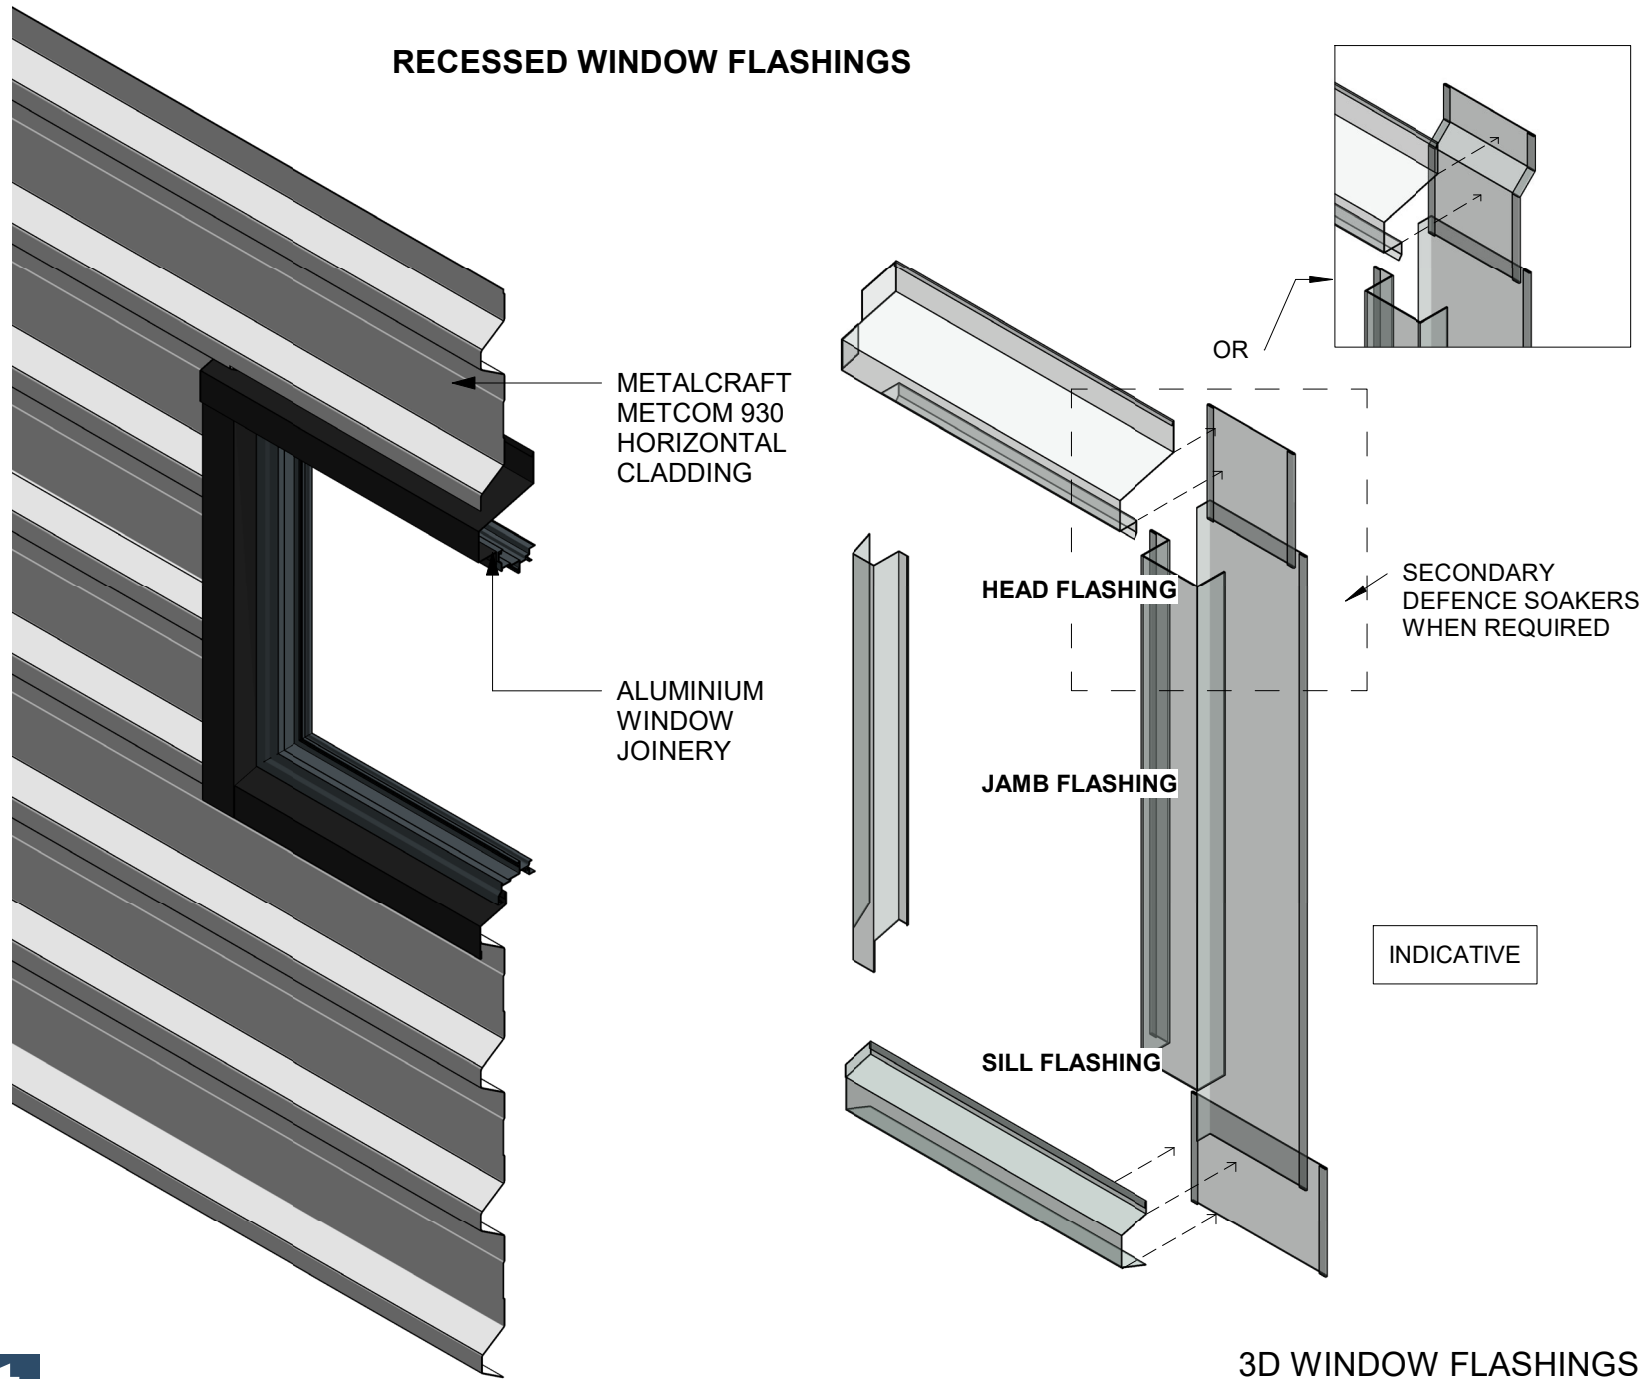 RECESSED WINDOW FLASHINGS
OR
METALCRAFT
METCOM 930
HORIZONTAL
CLADDING
HEAD FLASHING
SECONDARY
DEFENCE SOAKERS
WHEN REQUIRED
ALUMINIUM
WINDOW
JOINERY
JAMB FLASHING
INDICATIVE
SILL FLASHING
3D WINDOW FLASHINGS